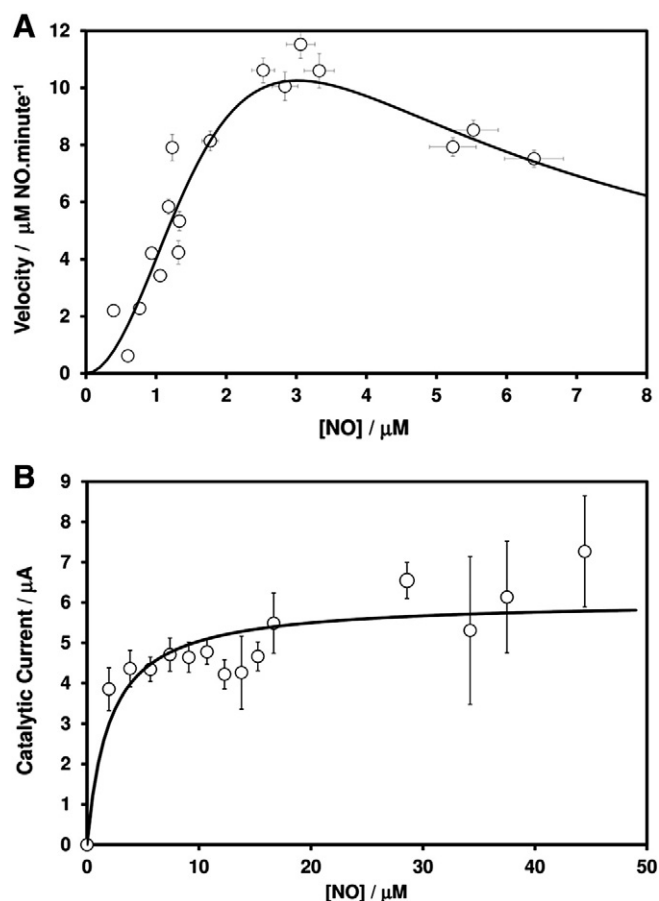 A
12
10
8
6
4
2
0
Velocity / μM NO.minute⁻¹
0 1 2 3 4 5 6 7 8
[NO] / μM
B
9
8
7
6
5
4
3
2
1
0
Catalytic Current / μA
0 10 20 30 40 50
[NO] / μM